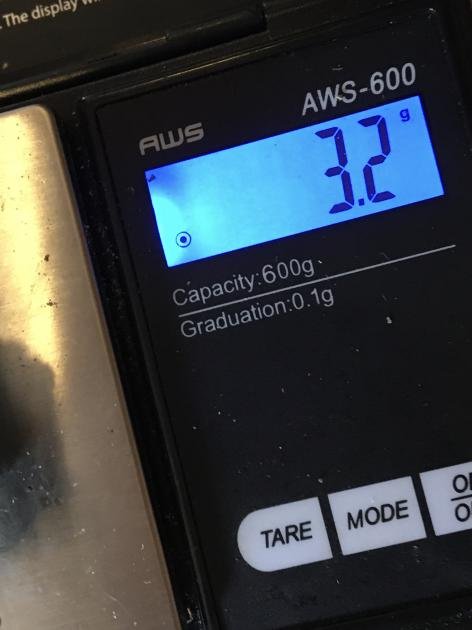 . The display
AWS-600
AWS
3.2 g
Capacity:600g
Graduation:0.1g
TARE
MODE